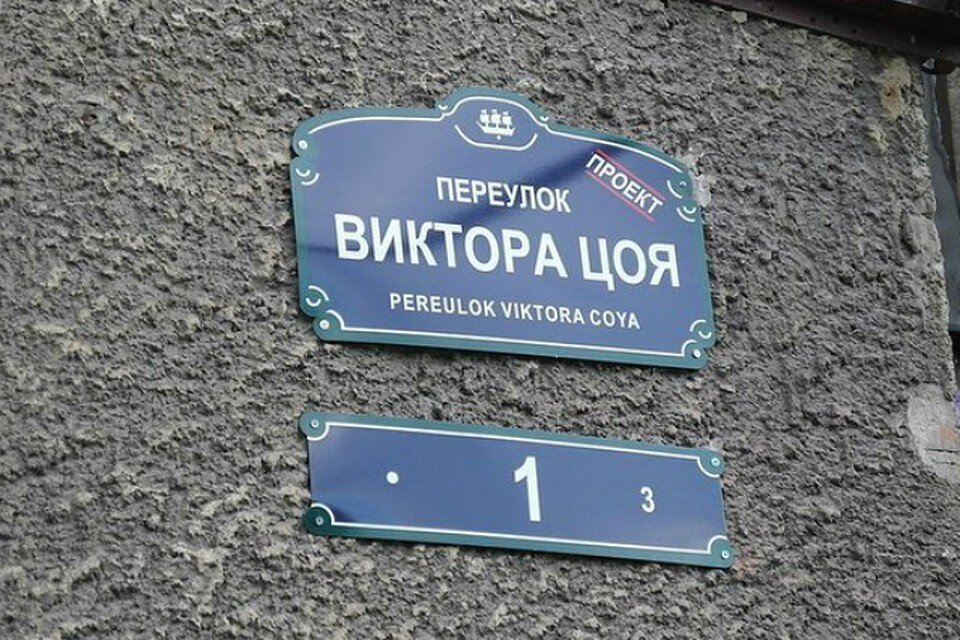 ПРОЕКТ
ПЕРЕУЛОК
ВИКТОРА ЦОЯ
PEREULOK VIKTORA COYA
1 3